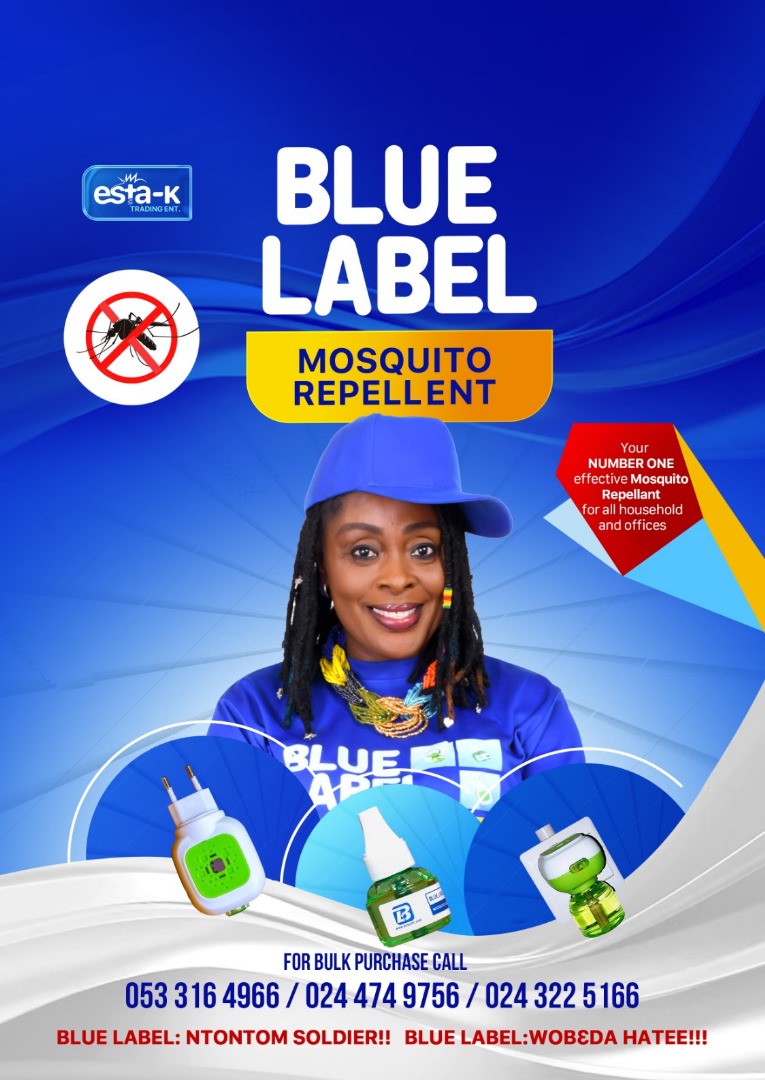 esta-k
TRADING ENT.
BLUE
LABEL
MOSQUITO
REPELLENT
Your
NUMBER ONE
effective Mosquito
Repellant
for all household
and offices
BLUE
LABEL
B
BLUE
FOR BULK PURCHASE CALL
053 316 4966 / 024 474 9756 / 024 322 5166
BLUE LABEL: NTONTOM SOLDIER!! BLUE LABEL:WOBƐDA HATEE!!!